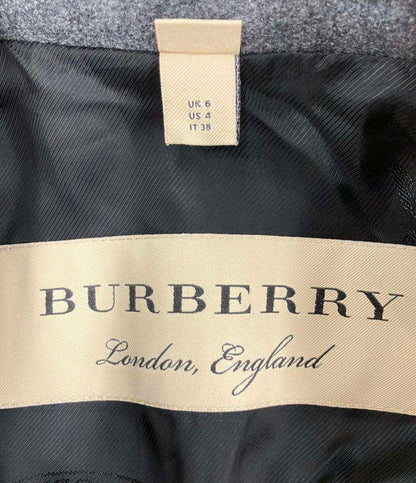 UK 6
US 4
IT 38
BURBERRY
London, England